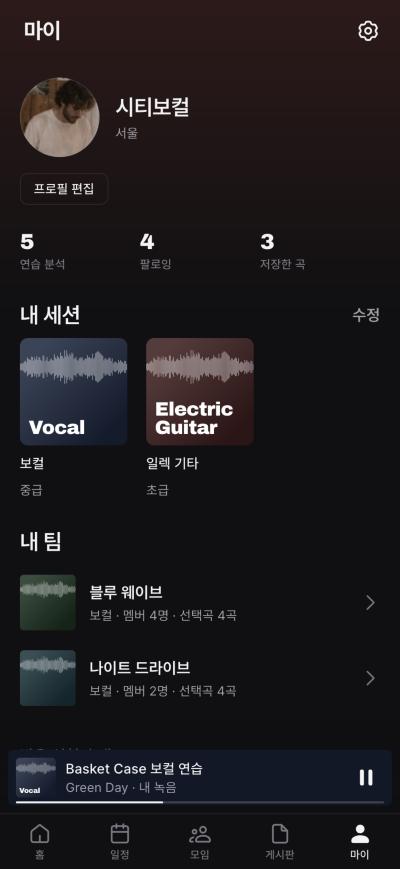 마이
시티보컬
서울
프로필 편집
5
연습 분석
4
팔로잉
3
저장한 곡
내 세션
수정
Vocal
Electric
Guitar
보컬
중급
일렉 기타
초급
내 팀
블루 웨이브
보컬 · 멤버 4명 · 선택곡 4곡
나이트 드라이브
보컬 · 멤버 2명 · 선택곡 4곡
Vocal
Basket Case 보컬 연습
Green Day · 내 녹음
홈
일정
모임
게시판
마이